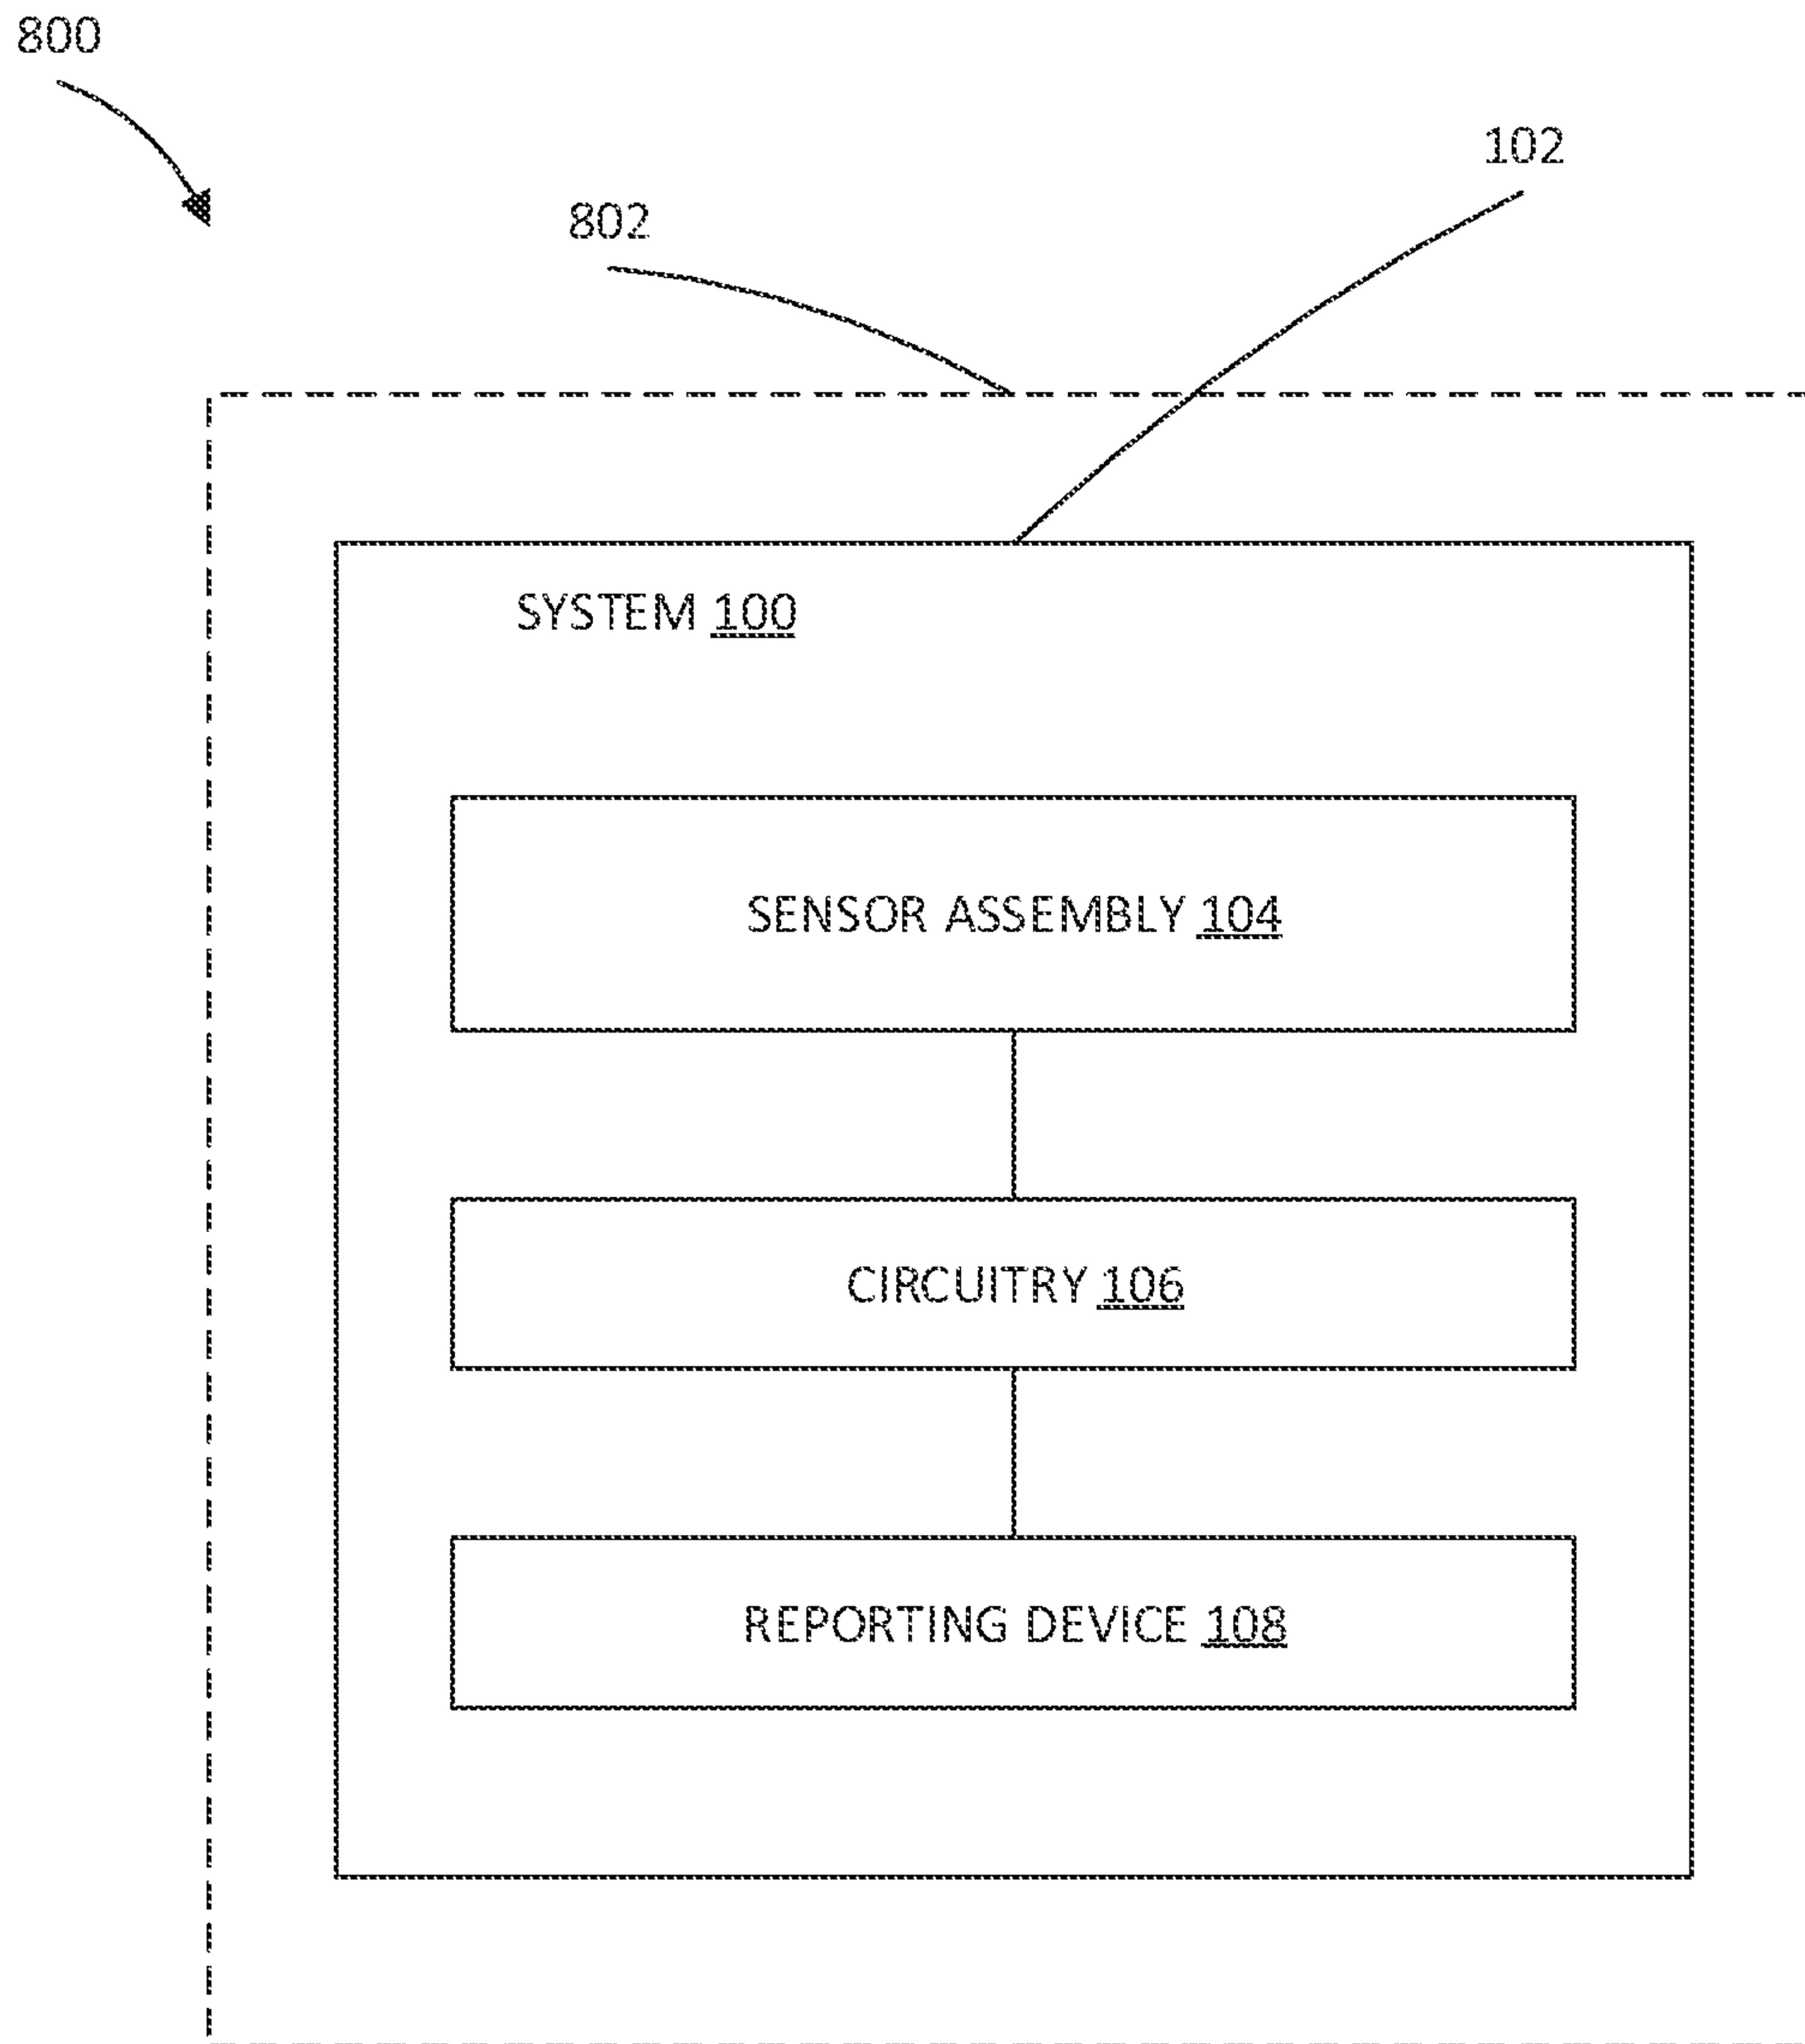 800
102
802
SYSTEM 100
SENSOR ASSEMBLY 104
CIRCUITRY 106
REPORTING DEVICE 108